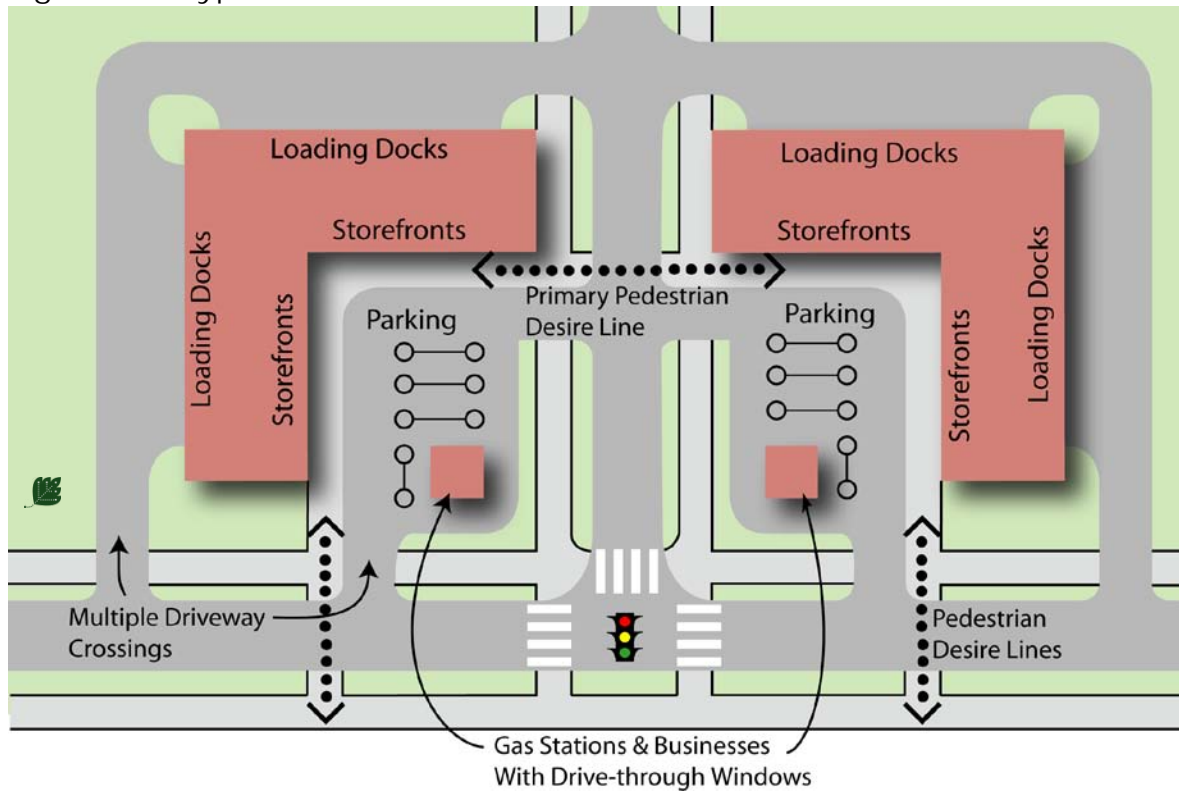 Loading Docks
Loading Docks
Storefronts
Storefronts
Loading Docks
Storefronts
Primary Pedestrian
Desire Line
Storefronts
Loading Docks
Parking
Parking
Multiple Driveway
Crossings
Pedestrian
Desire Lines
Gas Stations & Businesses
With Drive-through Windows